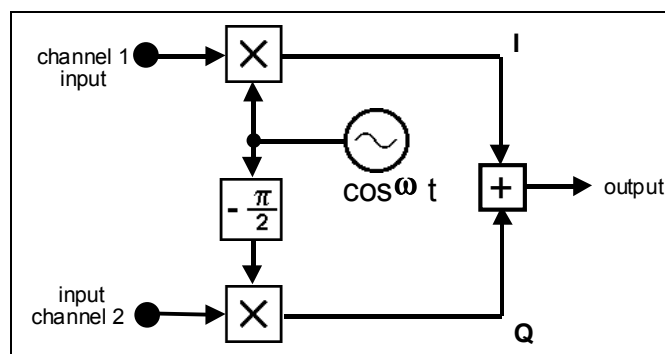 channel 1
input
×
I
cos ω t
- π/2
+
output
input
channel 2
×
Q